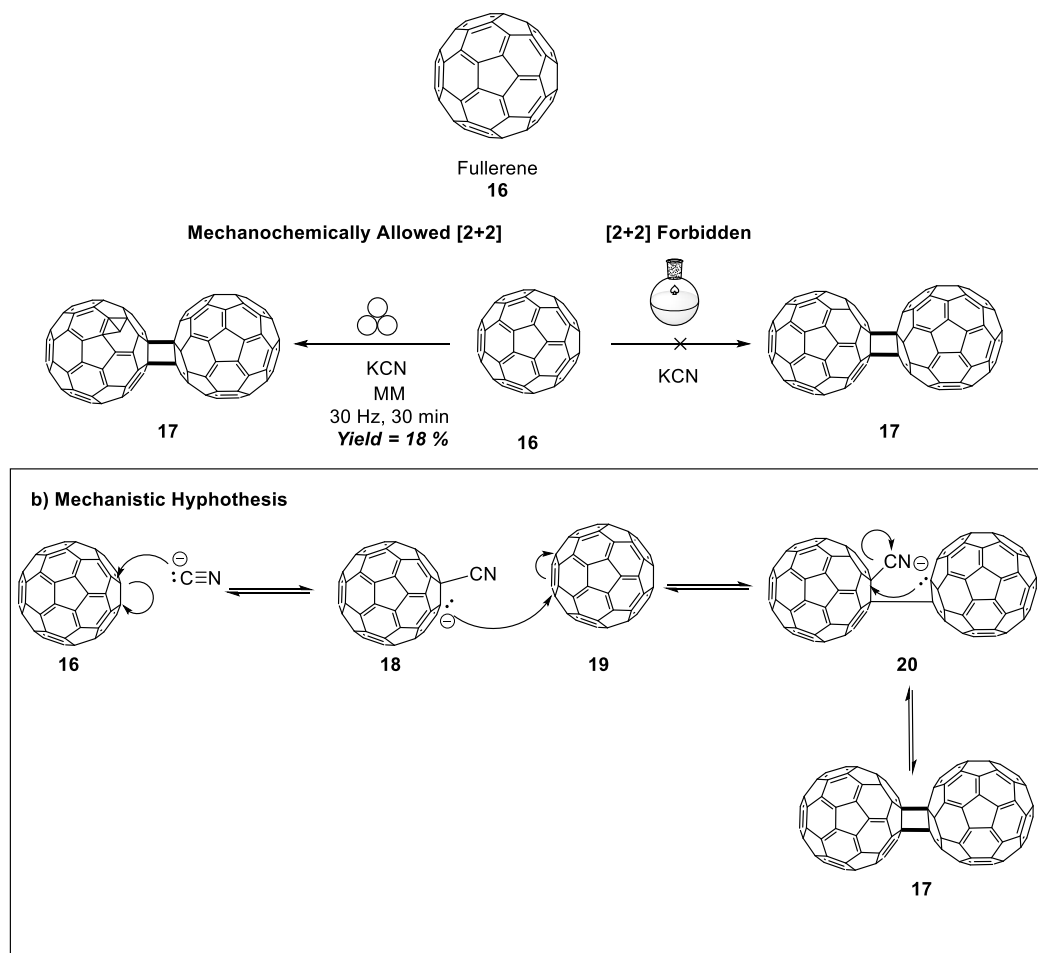 Fullerene
16
Mechanochemically Allowed [2+2]
[2+2] Forbidden
KCN
MM
30 Hz, 30 min
Yield = 18 %
KCN
17
16
17
b) Mechanistic Hyphothesis
⊖
:C≡N
CN
⊖
CN
⊖
16
18
19
20
17